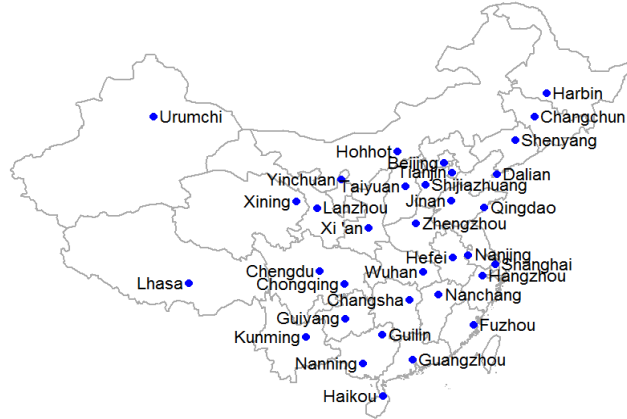 Harbin
Urumchi
Changchun
Shenyang
Hohhot
Beijing
Tianjin
Dalian
Yinchuan
Taiyuan
Shijiazhuang
Xining
Lanzhou
Jinan
Qingdao
Xi 'an
Zhengzhou
Hefei
Nanjing
Shanghai
Chengdu
Wuhan
Hangzhou
Lhasa
Chongqing
Changsha
Nanchang
Guiyang
Fuzhou
Kunming
Guilin
Nanning
Guangzhou
Haikou